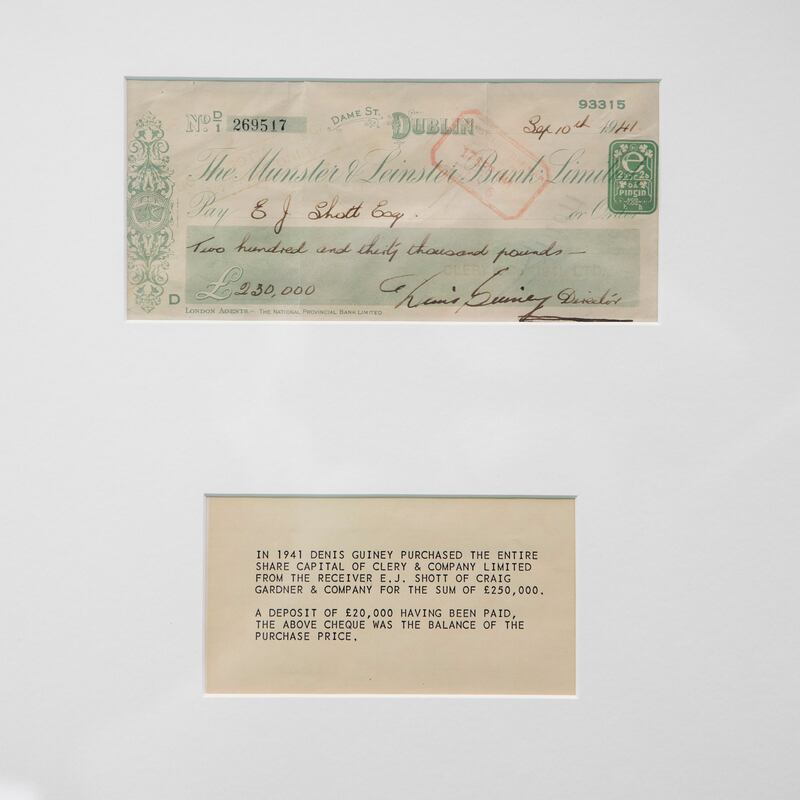 93315
No. D/1 269517 DAME ST. DUBLIN Sep 10th 1941
The Munster & Leinster Bank Limited
Pay E J Shott Esq. or Order
2 PINGIN
Two hundred and thirty thousand pounds —
£230,000 Denis Guiney Director
D
LONDON AGENTS:- THE NATIONAL PROVINCIAL BANK LIMITED
IN 1941 DENIS GUINEY PURCHASED THE ENTIRE
SHARE CAPITAL OF CLERY & COMPANY LIMITED
FROM THE RECEIVER E.J. SHOTT OF CRAIG
GARDNER & COMPANY FOR THE SUM OF £250,000.
A DEPOSIT OF £20,000 HAVING BEEN PAID,
THE ABOVE CHEQUE WAS THE BALANCE OF THE
PURCHASE PRICE.